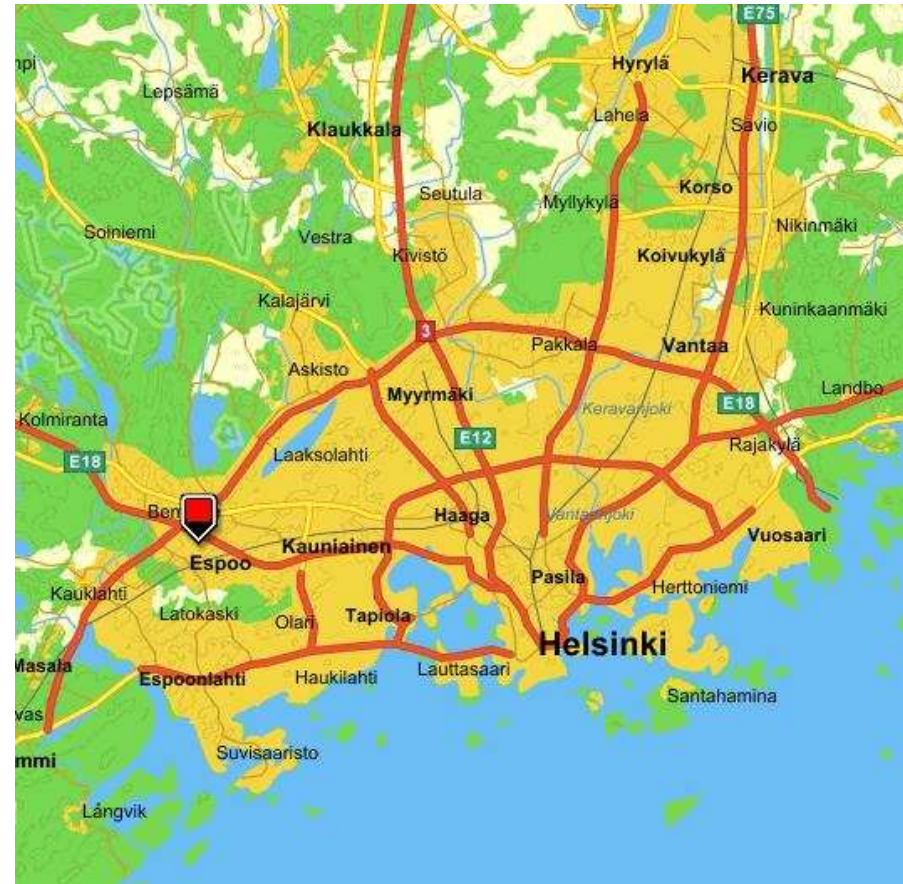 E75
Hyrylä
Kerava
Lepsämä
Lahela
Savio
Klaukkala
Korso
Seutula
Myllykylä
Nikinmäki
Solniemi
Vestra
Kivistö
Koivukylä
Kalajärvi
Kuninkaanmäki
3
Pakkala
Vantaa
Askisto
Myyrmäki
Landbo
Keravanjoki
E18
Kolmiranta
E12
Rajakylä
Laaksolahti
E18
Haaga
Vantaanjoki
Vuosaari
Kauniainen
Espoo
Pasila
Herttoniemi
Kauklahti
Latokaski
Olari
Tapiola
Helsinki
Masala
Espoonlahti
Haukilahti
Lauttasaari
Santahamina
Suvisaaristo
Långvik